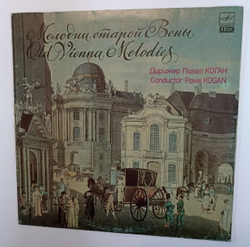 Мелодии старой Вены
Old Vienna Melodies
Дирижер Павел КОГАН
Conductor Pavel KOGAN